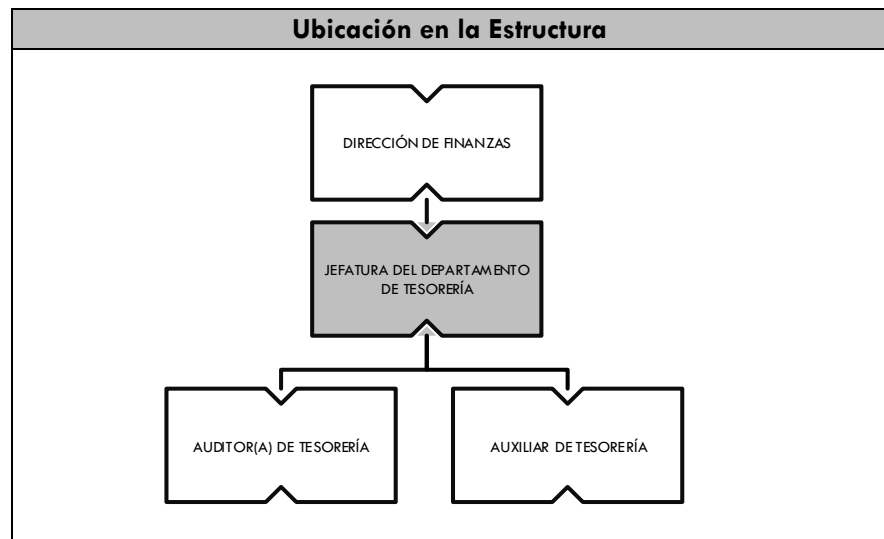 Ubicación en la Estructura
DIRECCIÓN DE FINANZAS
JEFATURA DEL DEPARTAMENTO
DE TESORERÍA
AUDITOR(A) DE TESORERÍA
AUXILIAR DE TESORERÍA